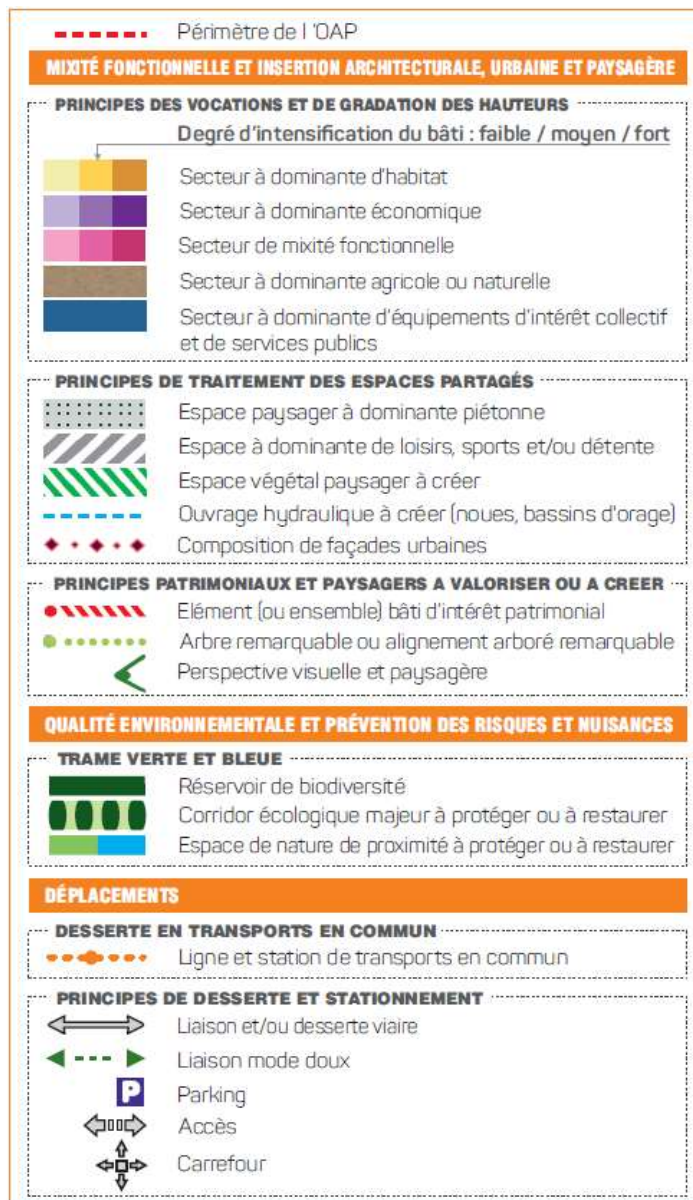 Périmètre de l 'OAP
MIXITÉ FONCTIONNELLE ET INSERTION ARCHITECTURALE, URBAINE ET PAYSAGÈRE
PRINCIPES DES VOCATIONS ET DE GRADATION DES HAUTEURS
Degré d'intensification du bâti : faible / moyen / fort
Secteur à dominante d'habitat
Secteur à dominante économique
Secteur de mixité fonctionnelle
Secteur à dominante agricole ou naturelle
Secteur à dominante d'équipements d'intérêt collectif
et de services publics
PRINCIPES DE TRAITEMENT DES ESPACES PARTAGÉS
Espace paysager à dominante piétonne
Espace à dominante de loisirs, sports et/ou détente
Espace végétal paysager à créer
Ouvrage hydraulique à créer (noues, bassins d'orage)
Composition de façades urbaines
PRINCIPES PATRIMONIAUX ET PAYSAGERS A VALORISER OU A CREER
Elément (ou ensemble) bâti d'intérêt patrimonial
Arbre remarquable ou alignement arboré remarquable
Perspective visuelle et paysagère
QUALITÉ ENVIRONNEMENTALE ET PRÉVENTION DES RISQUES ET NUISANCES
TRAME VERTE ET BLEUE
Réservoir de biodiversité
Corridor écologique majeur à protéger ou à restaurer
Espace de nature de proximité à protéger ou à restaurer
DÉPLACEMENTS
DESSERTE EN TRANSPORTS EN COMMUN
Ligne et station de transports en commun
PRINCIPES DE DESSERTE ET STATIONNEMENT
Liaison et/ou desserte viaire
Liaison mode doux
P Parking
Accès
Carrefour